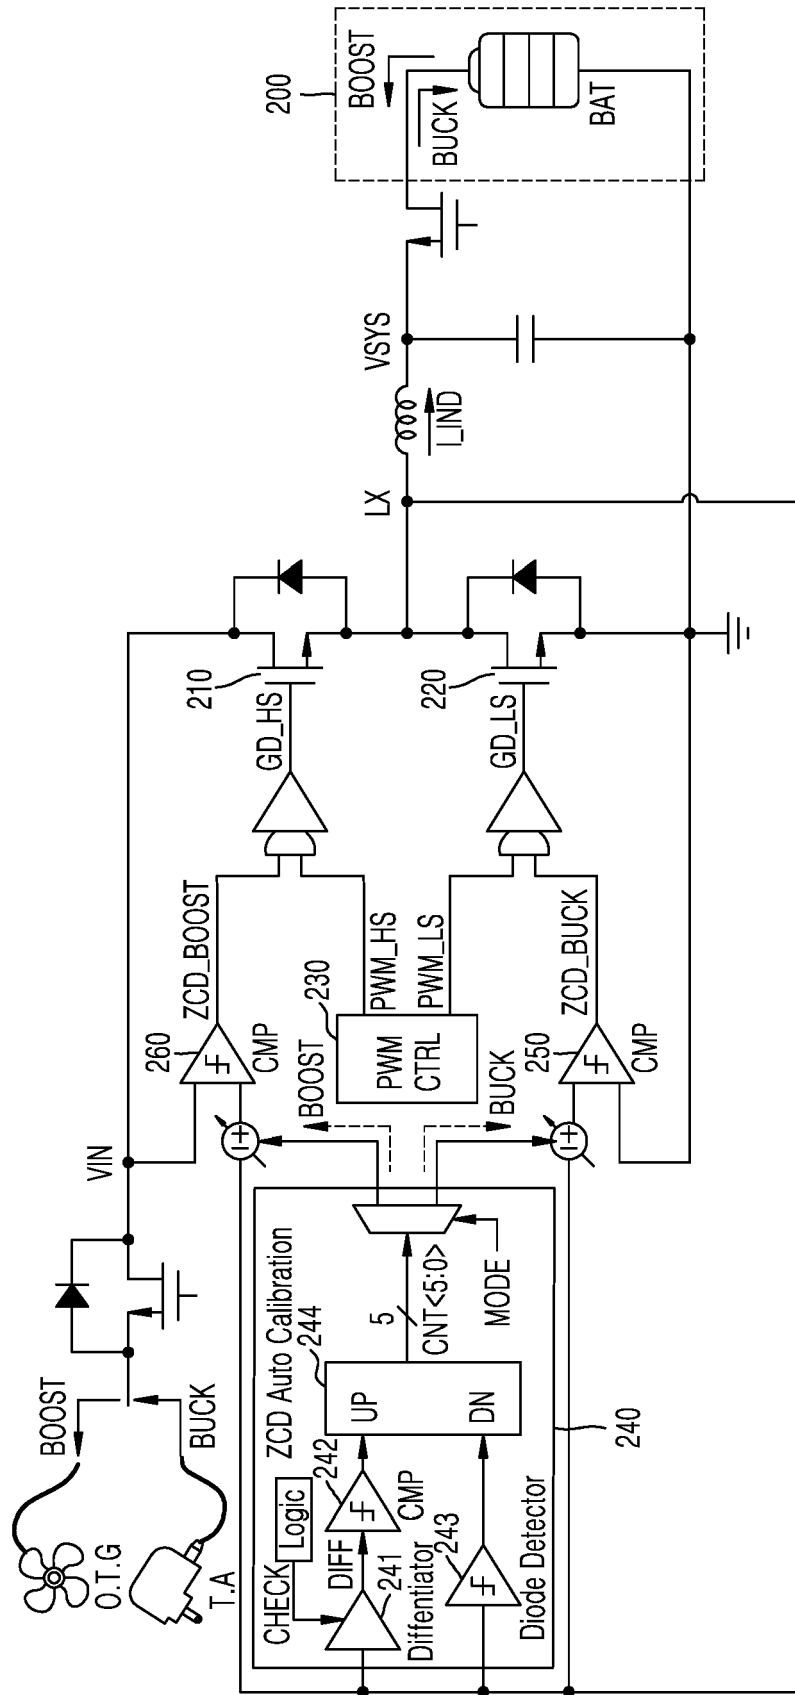 200
BOOST
BUCK
BAT
VSYS
I_IND
LX
210
GD_HS
220
GD_LS
ZCD_BOOST
PWM_HS
PWM_LS
ZCD_BUCK
260
CMP
230
PWM
CTRL
250
CMP
VIN
BOOST
BUCK
BOOST
BUCK
O.T.G
T.A
ZCD Auto Calibration
244
UP
DN
5
CNT<5:0>
MODE
240
Logic
CHECK
242
CMP
DIFF
241
Diffentiator
243
Diode Detector